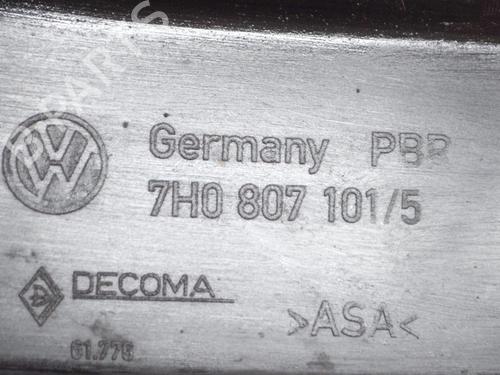 Germany PBP
7H0 807 101/5
DECOMA
>ASA<
61.776